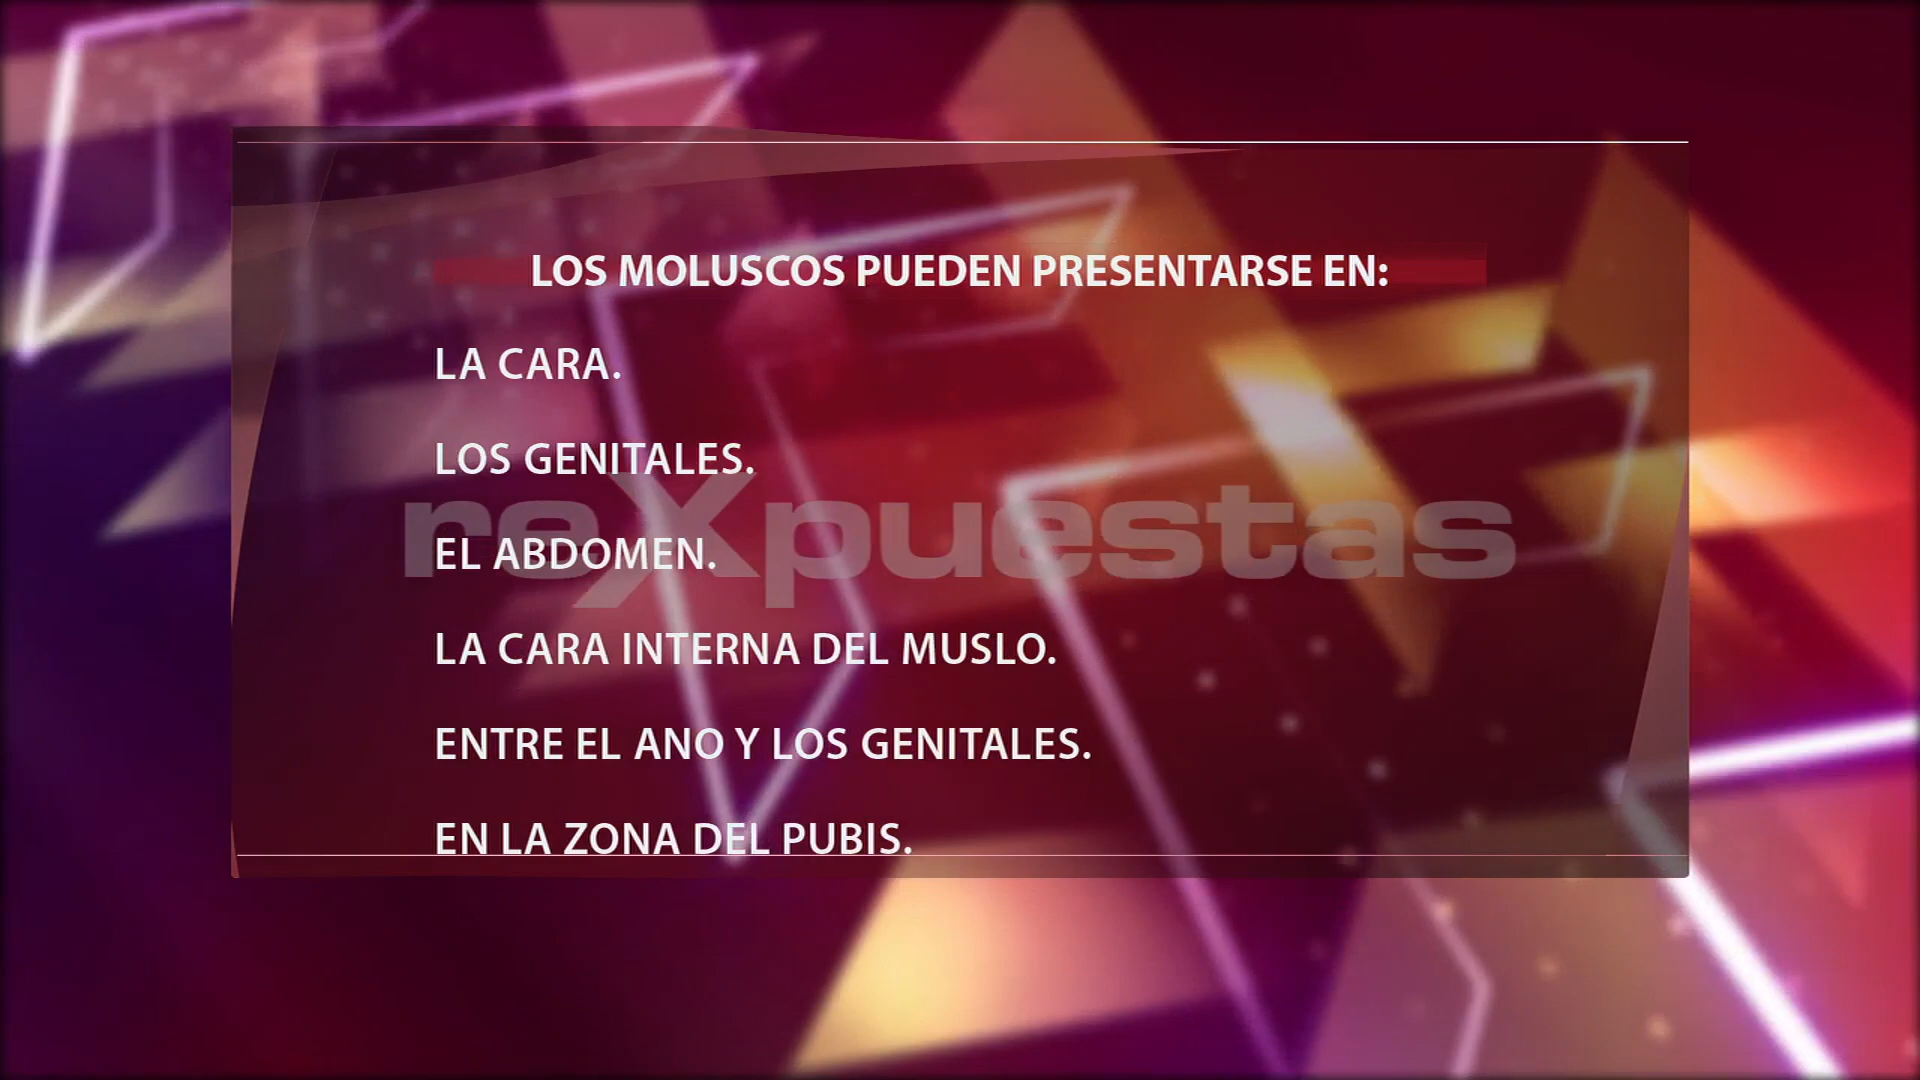 LOS MOLUSCOS PUEDEN PRESENTARSE EN:
LA CARA.
LOS GENITALES.
reXpuestas
EL ABDOMEN.
LA CARA INTERNA DEL MUSLO.
ENTRE EL ANO Y LOS GENITALES.
EN LA ZONA DEL PUBIS.